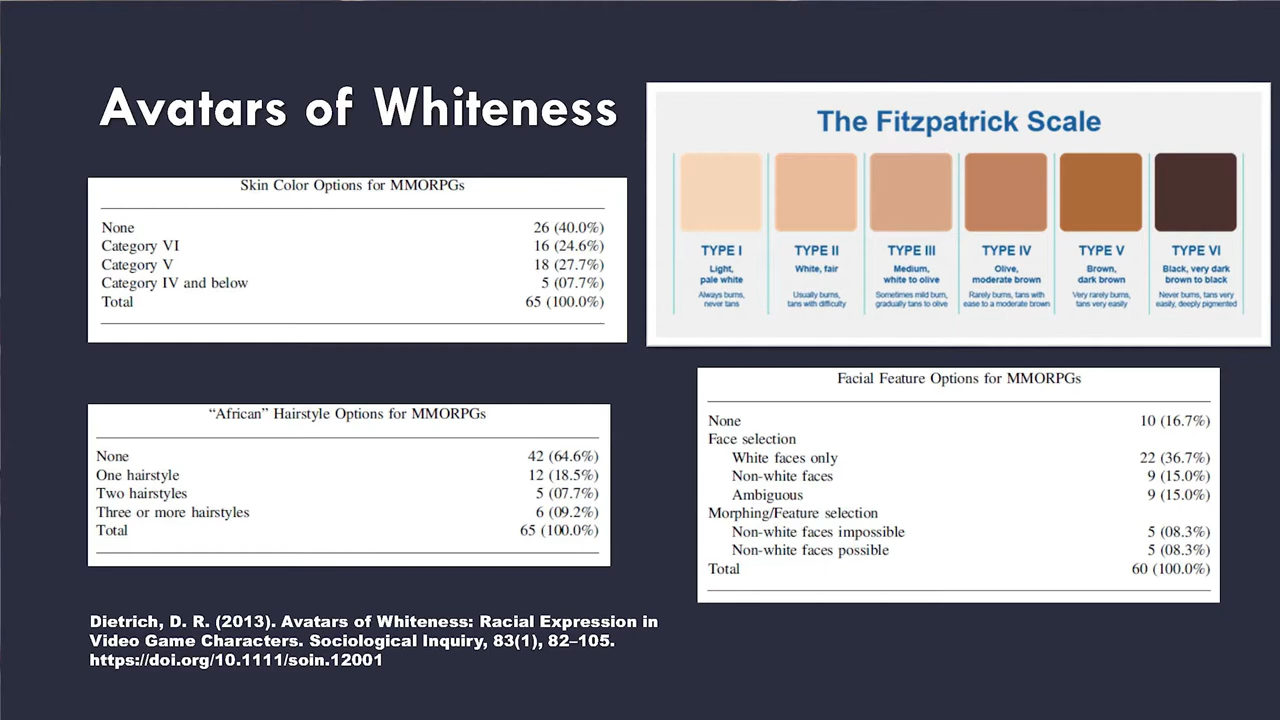 Avatars of Whiteness
Skin Color Options for MMORPGs
None 26 (40.0%)
Category VI 16 (24.6%)
Category V 18 (27.7%)
Category IV and below 5 (07.7%)
Total 65 (100.0%)
The Fitzpatrick Scale
TYPE I
Light,
pale white
Always burns,
never tans
TYPE II
White, fair
Usually burns,
tans with difficulty
TYPE III
Medium,
white to olive
Sometimes mild burn,
gradually tans to olive
TYPE IV
Olive,
moderate brown
Rarely burns, tans with
ease to a moderate brown
TYPE V
Brown,
dark brown
Very rarely burns,
tans very easily
TYPE VI
Black, very dark
brown to black
Never burns, tans very
easily, deeply pigmented
"African" Hairstyle Options for MMORPGs
None 42 (64.6%)
One hairstyle 12 (18.5%)
Two hairstyles 5 (07.7%)
Three or more hairstyles 6 (09.2%)
Total 65 (100.0%)
Facial Feature Options for MMORPGs
None 10 (16.7%)
Face selection
White faces only 22 (36.7%)
Non-white faces 9 (15.0%)
Ambiguous 9 (15.0%)
Morphing/Feature selection
Non-white faces impossible 5 (08.3%)
Non-white faces possible 5 (08.3%)
Total 60 (100.0%)
Dietrich, D. R. (2013). Avatars of Whiteness: Racial Expression in
Video Game Characters. Sociological Inquiry, 83(1), 82–105.
https://doi.org/10.1111/soin.12001